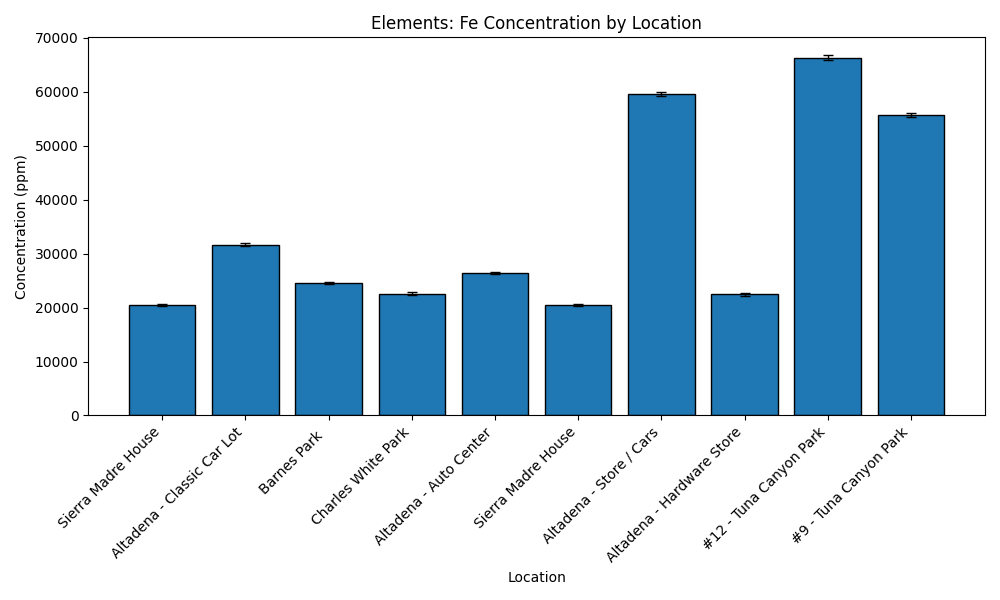 Elements: Fe Concentration by Location
Concentration (ppm)
70000
60000
50000
40000
30000
20000
10000
0
Sierra Madre House
Altadena - Classic Car Lot
Barnes Park
Charles White Park
Altadena - Auto Center
Sierra Madre House
Altadena - Store / Cars
Altadena - Hardware Store
#12 - Tuna Canyon Park
#9 - Tuna Canyon Park
Location